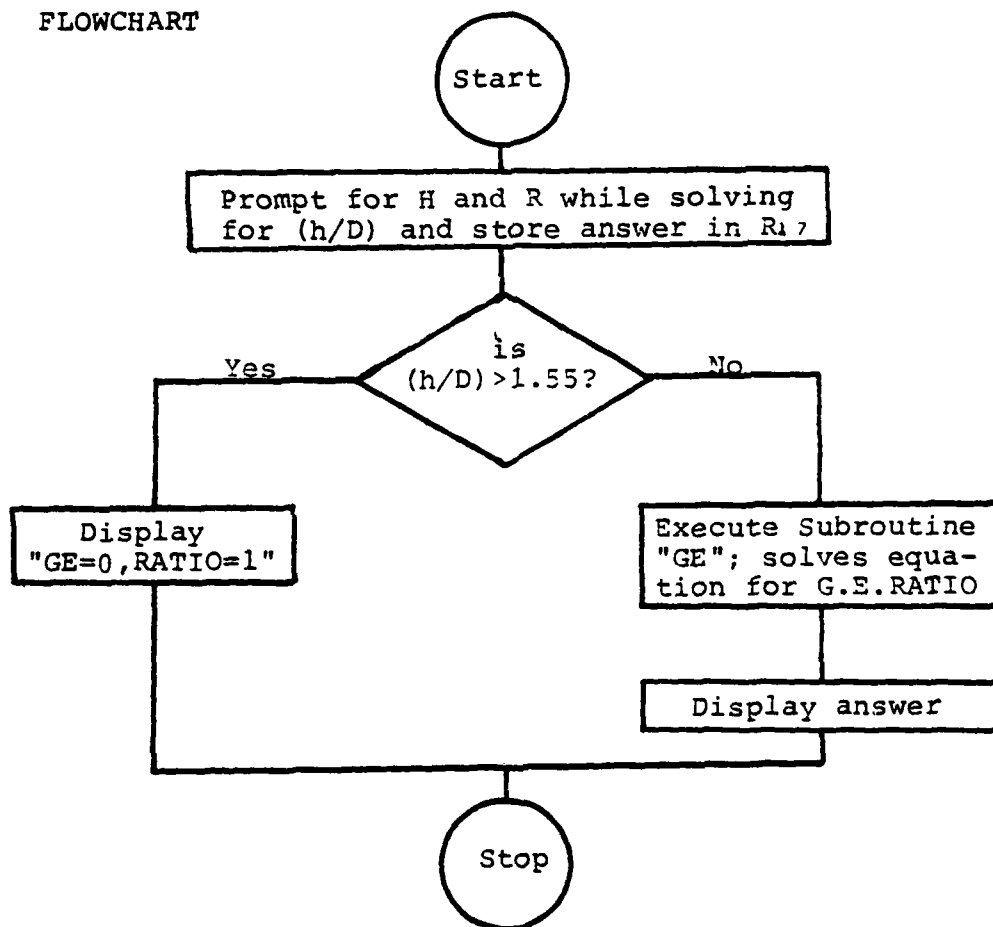 FLOWCHART
Start
Prompt for H and R while solving
for (h/D) and store answer in R17
is
(h/D)>1.55?
Yes
No
Display
"GE=0,RATIO=1"
Execute Subroutine
"GE"; solves equa-
tion for G.E.RATIO
Display answer
Stop